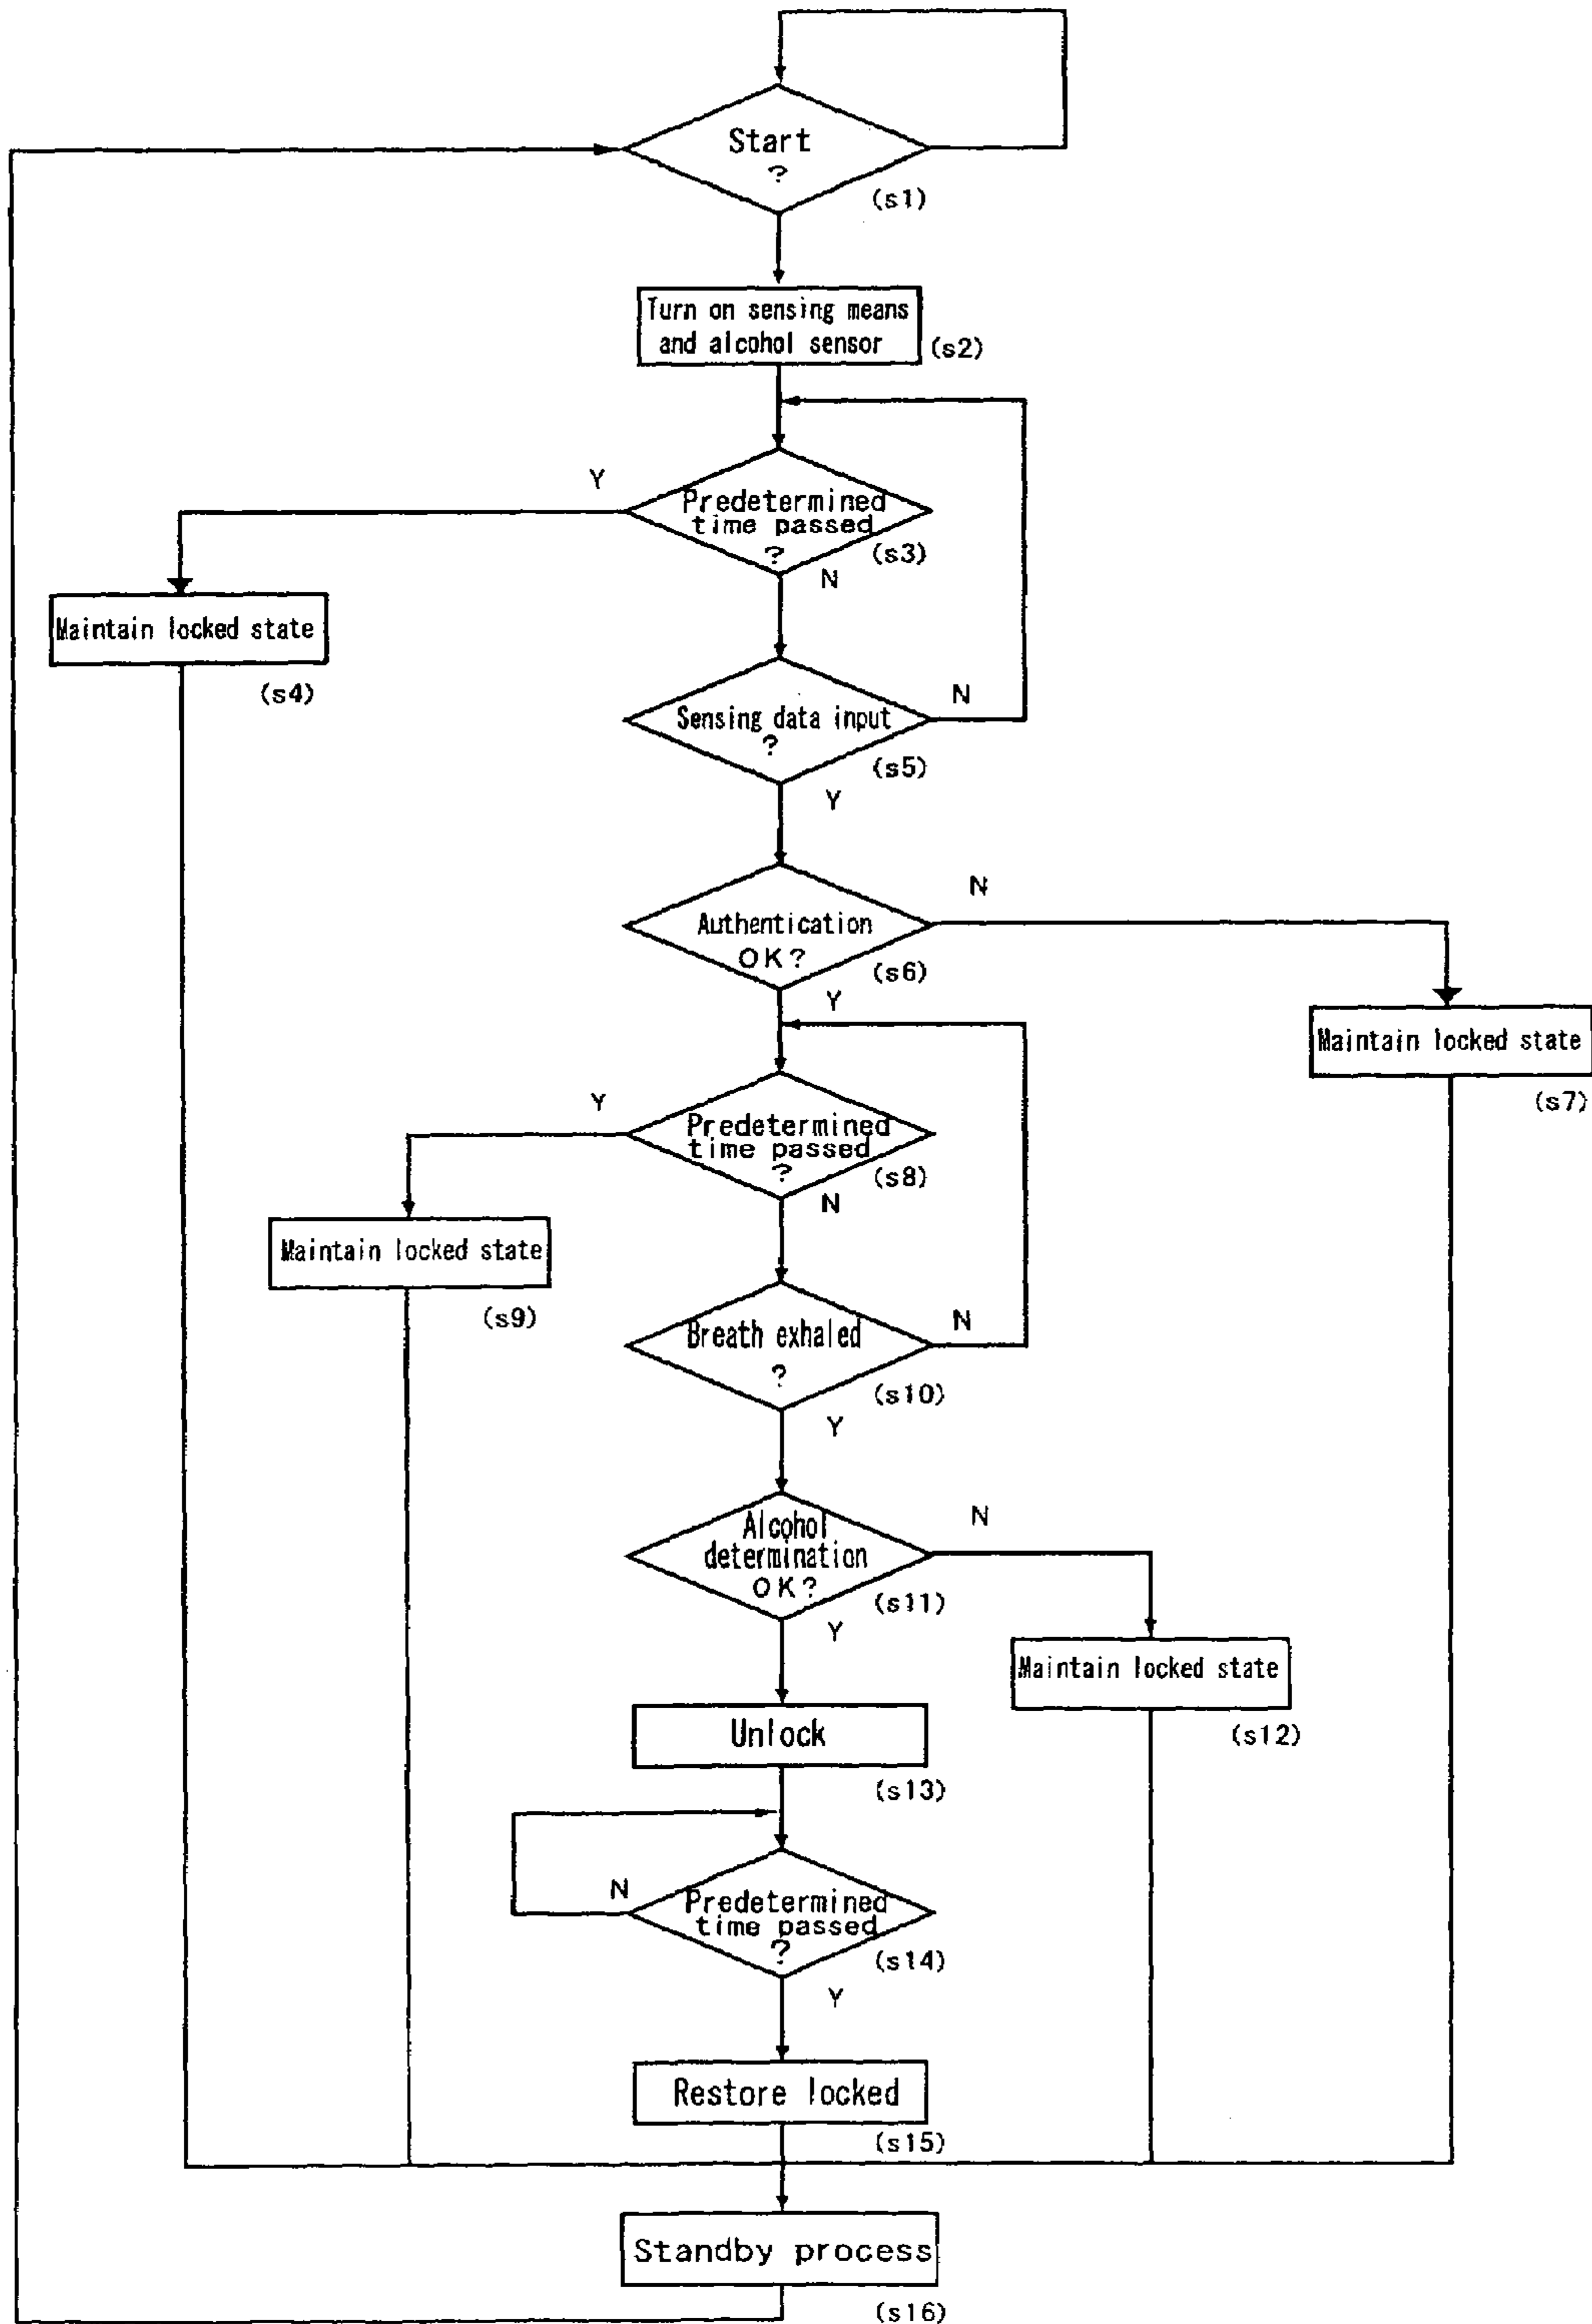 Start
?
(s1)
Turn on sensing means
and alcohol sensor
(s2)
Y
Predetermined
time passed
?
(s3)
N
Maintain locked state
(s4)
Sensing data input
?
N
(s5)
Y
Authentication
OK?
N
(s6)
Y
Maintain locked state
(s7)
Y
Predetermined
time passed
?
(s8)
N
Maintain locked state
(s9)
Breath exhaled
?
N
(s10)
Y
Alcohol
determination
OK?
N
(s11)
Y
Maintain locked state
(s12)
Unlock
(s13)
N
Predetermined
time passed
?
(s14)
Y
Restore locked
(s15)
Standby process
(s16)